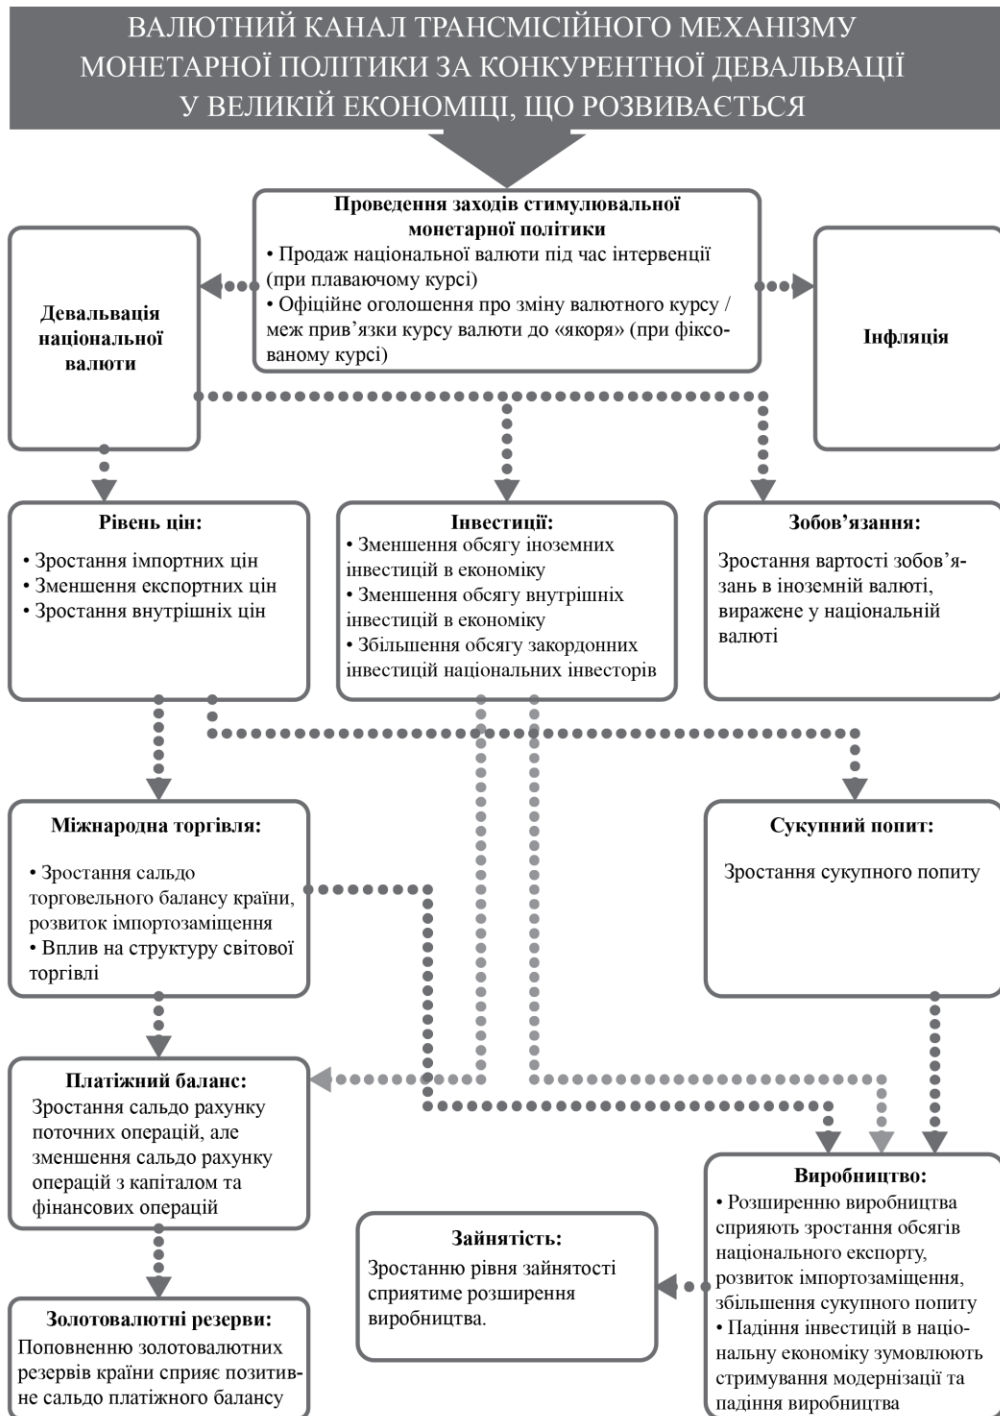 ВАЛЮТНИЙ КАНАЛ ТРАНСМІСІЙНОГО МЕХАНІЗМУ
МОНЕТАРНОЇ ПОЛІТИКИ ЗА КОНКУРЕНТНОЇ ДЕВАЛЬВАЦІЇ
У ВЕЛИКІЙ ЕКОНОМІЦІ, ЩО РОЗВИВАЄТЬСЯ
Проведення заходів стимулювальної
монетарної політики
• Продаж національної валюти під час інтервенції
(при плаваючому курсі)
• Офіційне оголошення про зміну валютного курсу /
меж прив’язки курсу валюти до «якоря» (при фіксо-
ваному курсі)
Девальвація
національної
валюти
Інфляція
Рівень цін:
• Зростання імпортних цін
• Зменшення експортних цін
• Зростання внутрішніх цін
Інвестиції:
• Зменшення обсягу іноземних
інвестицій в економіку
• Зменшення обсягу внутрішніх
інвестицій в економіку
• Збільшення обсягу закордонних
інвестицій національних інвесторів
Зобов’язання:
Зростання вартості зобов’я-
зань в іноземній валюті,
виражене у національній
валюті
Міжнародна торгівля:
• Зростання сальдо
торговельного балансу країни,
розвиток імпортозаміщення
• Вплив на структуру світової
торгівлі
Сукупний попит:
Зростання сукупного попиту
Платіжний баланс:
Зростання сальдо рахунку
поточних операцій, але
зменшення сальдо рахунку
операцій з капіталом та
фінансових операцій
Виробництво:
• Розширенню виробництва
сприяють зростання обсягів
національного експорту,
розвиток імпортозаміщення,
збільшення сукупного попиту
• Падіння інвестицій в націо-
нальну економіку зумовлюють
стримування модернізації та
падіння виробництва
Зайнятість:
Зростанню рівня зайнятості
сприятиме розширення
виробництва.
Золотовалютні резерви:
Поповненню золотовалютних
резервів країни сприяє позитив-
не сальдо платіжного балансу